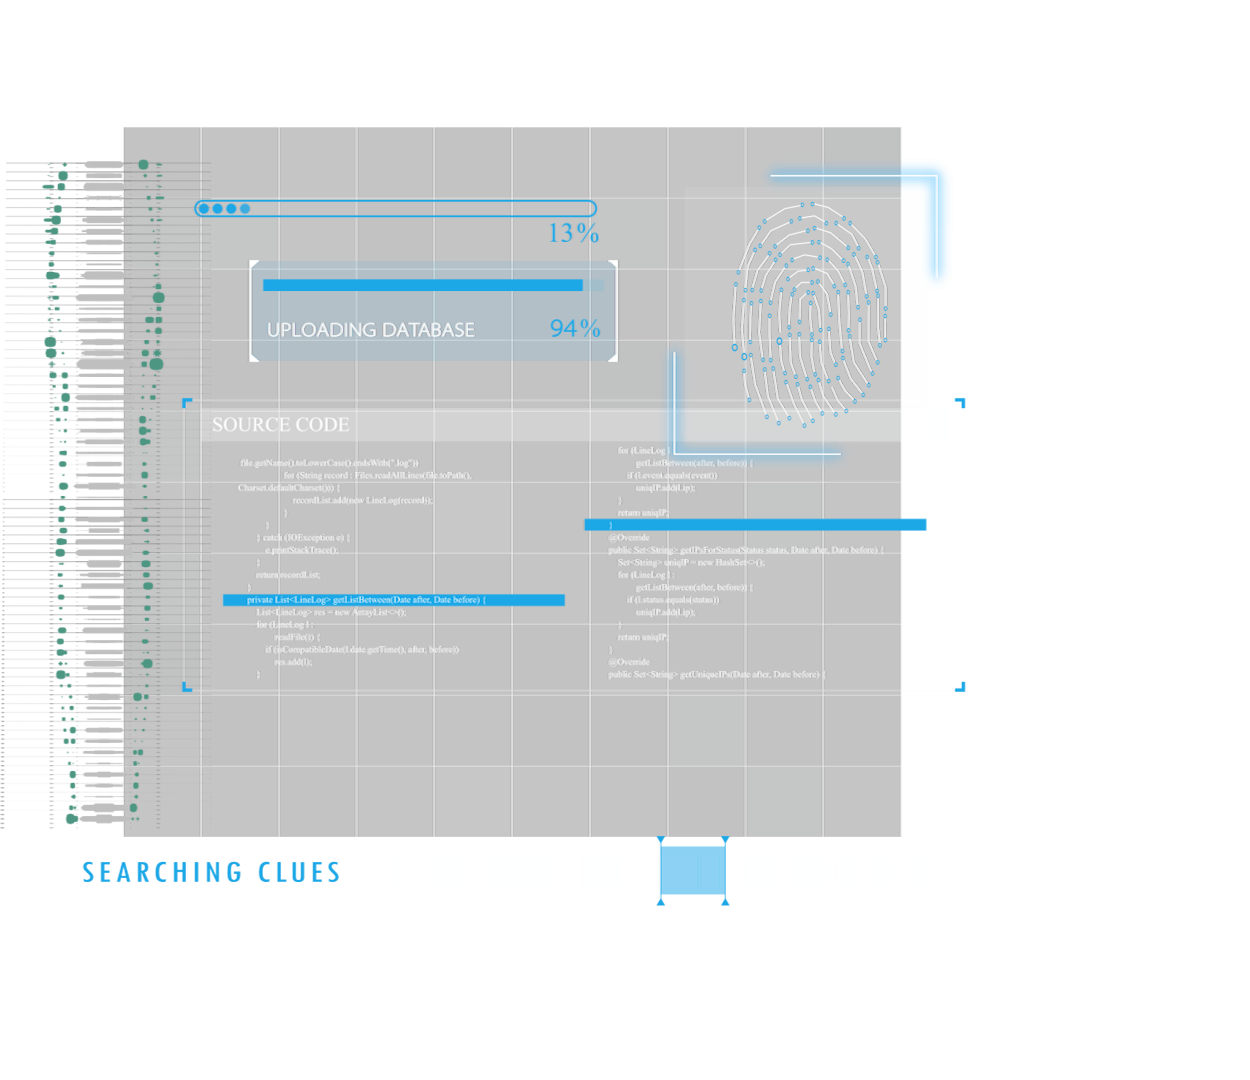 13%
UPLOADING DATABASE 94%
SOURCE CODE
file.getName().toLowerCase().endsWith(".log"))
for (String record : Files.readAllLines(file.toPath(),
Charset.defaultCharset())) {
recordList.add(new LineLog(record));
}
}
} catch (IOException e) {
e.printStackTrace();
}
return recordList;
}
private List<LineLog> getListBetween(Date after, Date before) {
List<LineLog> res = new ArrayList<>();
for (LineLog l :
readFile()) {
if (isCompatibleDate(l.date.getTime(), after, before))
res.add(l);
}
for (LineLog l
getListBetween(after, before)) {
if (l.event.equals(event))
uniqIP.add(l.ip);
}
return uniqIP;
}
@Override
public Set<String> getIPsForStatus(Status status, Date after, Date before) {
Set<String> uniqIP = new HashSet<>();
for (LineLog l :
getListBetween(after, before)) {
if (l.status.equals(status))
uniqIP.add(l.ip);
}
return uniqIP;
}
@Override
public Set<String> getUniqueIPs(Date after, Date before) {
SEARCHING CLUES